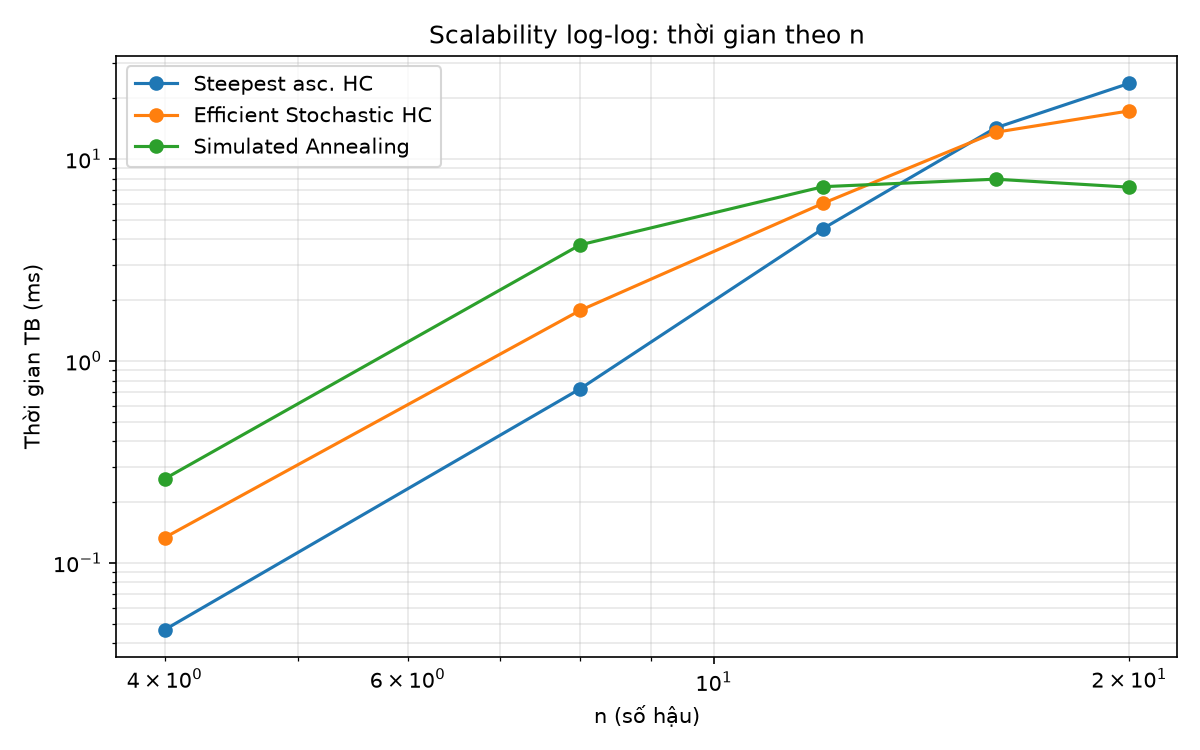 Scalability log-log: thời gian theo n
Steepest asc. HC
Efficient Stochastic HC
Simulated Annealing
Thời gian TB (ms)
10¹
10⁰
10⁻¹
4 × 10⁰
6 × 10⁰
10¹
2 × 10¹
n (số hậu)